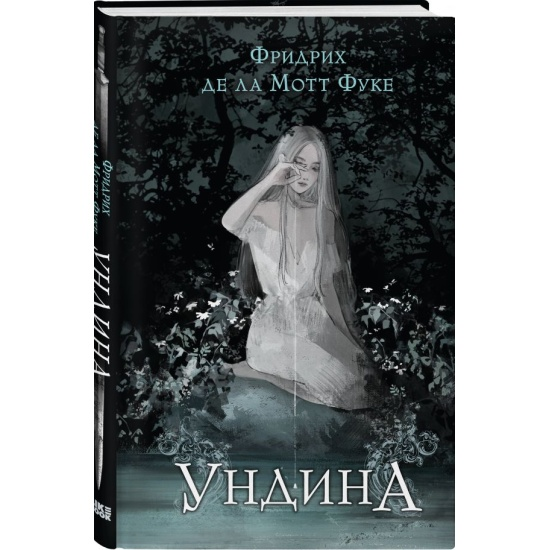 Фридрих
де ла Мотт Фуке
Ундина
Фридрих
де ла Мотт Фуке
Ундина